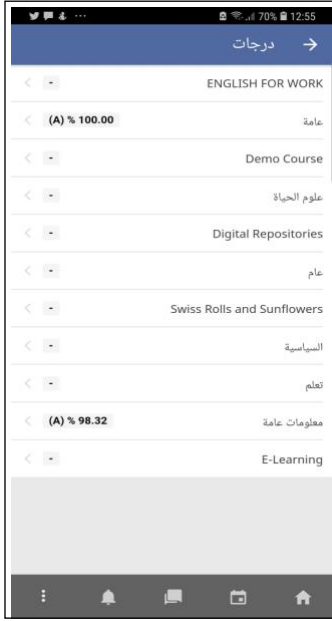 70% 12:55
درجات
ENGLISH FOR WORK -
عامة (A) % 100.00
Demo Course -
علوم الحياة -
Digital Repositories -
عام -
Swiss Rolls and Sunflowers -
السياسية -
تعلم -
معلومات عامة (A) % 98.32
E-Learning -